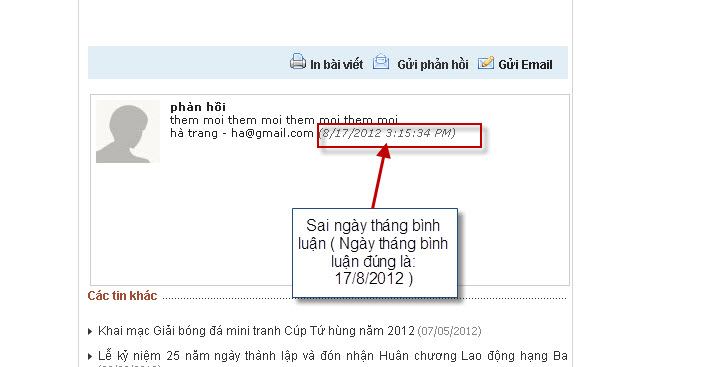 In bài viết Gửi phản hồi Gửi Email
phản hồi
them moi them moi them moi them moi
hà trang - ha@gmail.com (8/17/2012 3:15:34 PM)
Sai ngày tháng bình
luận ( Ngày tháng bình
luận đúng là:
17/8/2012 )
Các tin khác
Khai mạc Giải bóng đá mini tranh Cúp Tứ hùng năm 2012 (07/05/2012)
Lễ kỷ niệm 25 năm ngày thành lập và đón nhận Huân chương Lao động hạng Ba